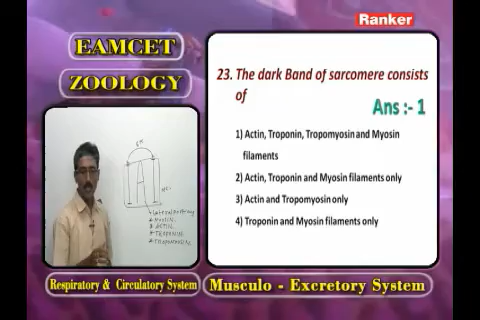 Ranker
EAMCET
ZOOLOGY
23. The dark Band of sarcomere consists
of
Ans :- 1
1) Actin, Troponin, Tropomyosin and Myosin
filaments
2) Actin, Troponin and Myosin filaments only
3) Actin and Tropomyosin only
4) Troponin and Myosin filaments only
Respiratory & Circulatory System
Musculo - Excretory System